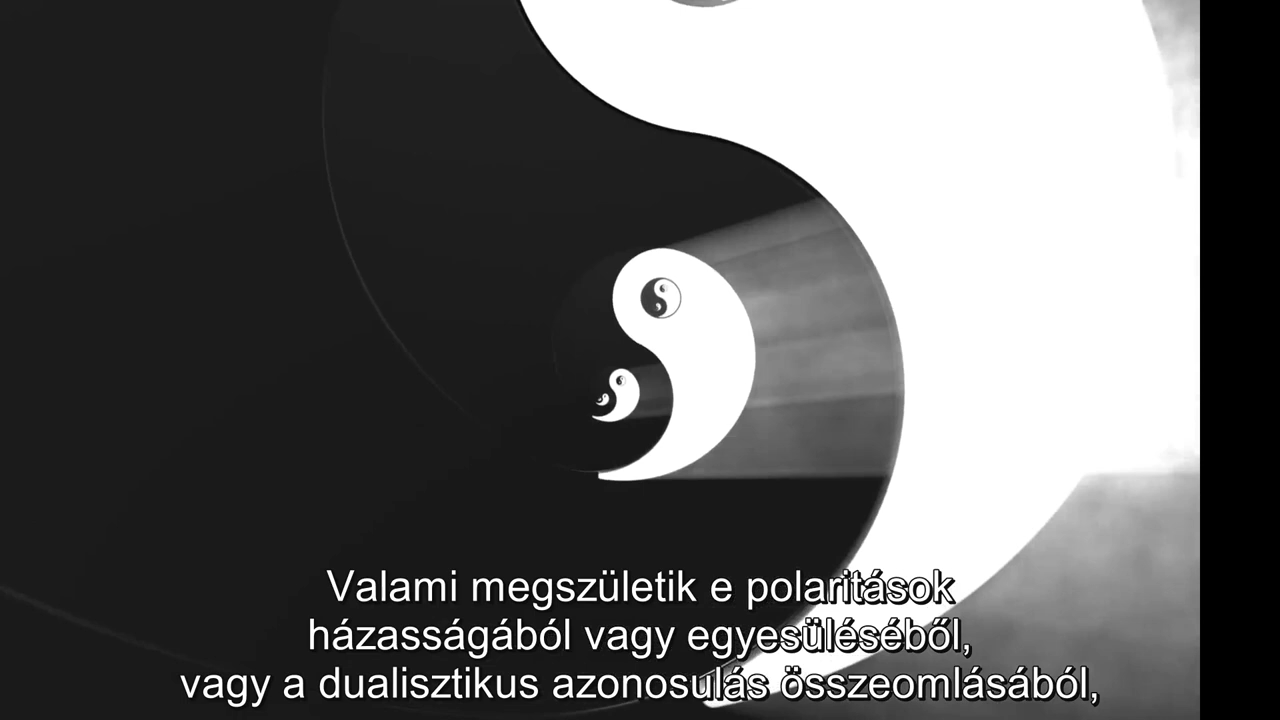 Valami megszületik e polaritások
házasságából vagy egyesüléséből,
vagy a dualisztikus azonosulás összeomlásából,